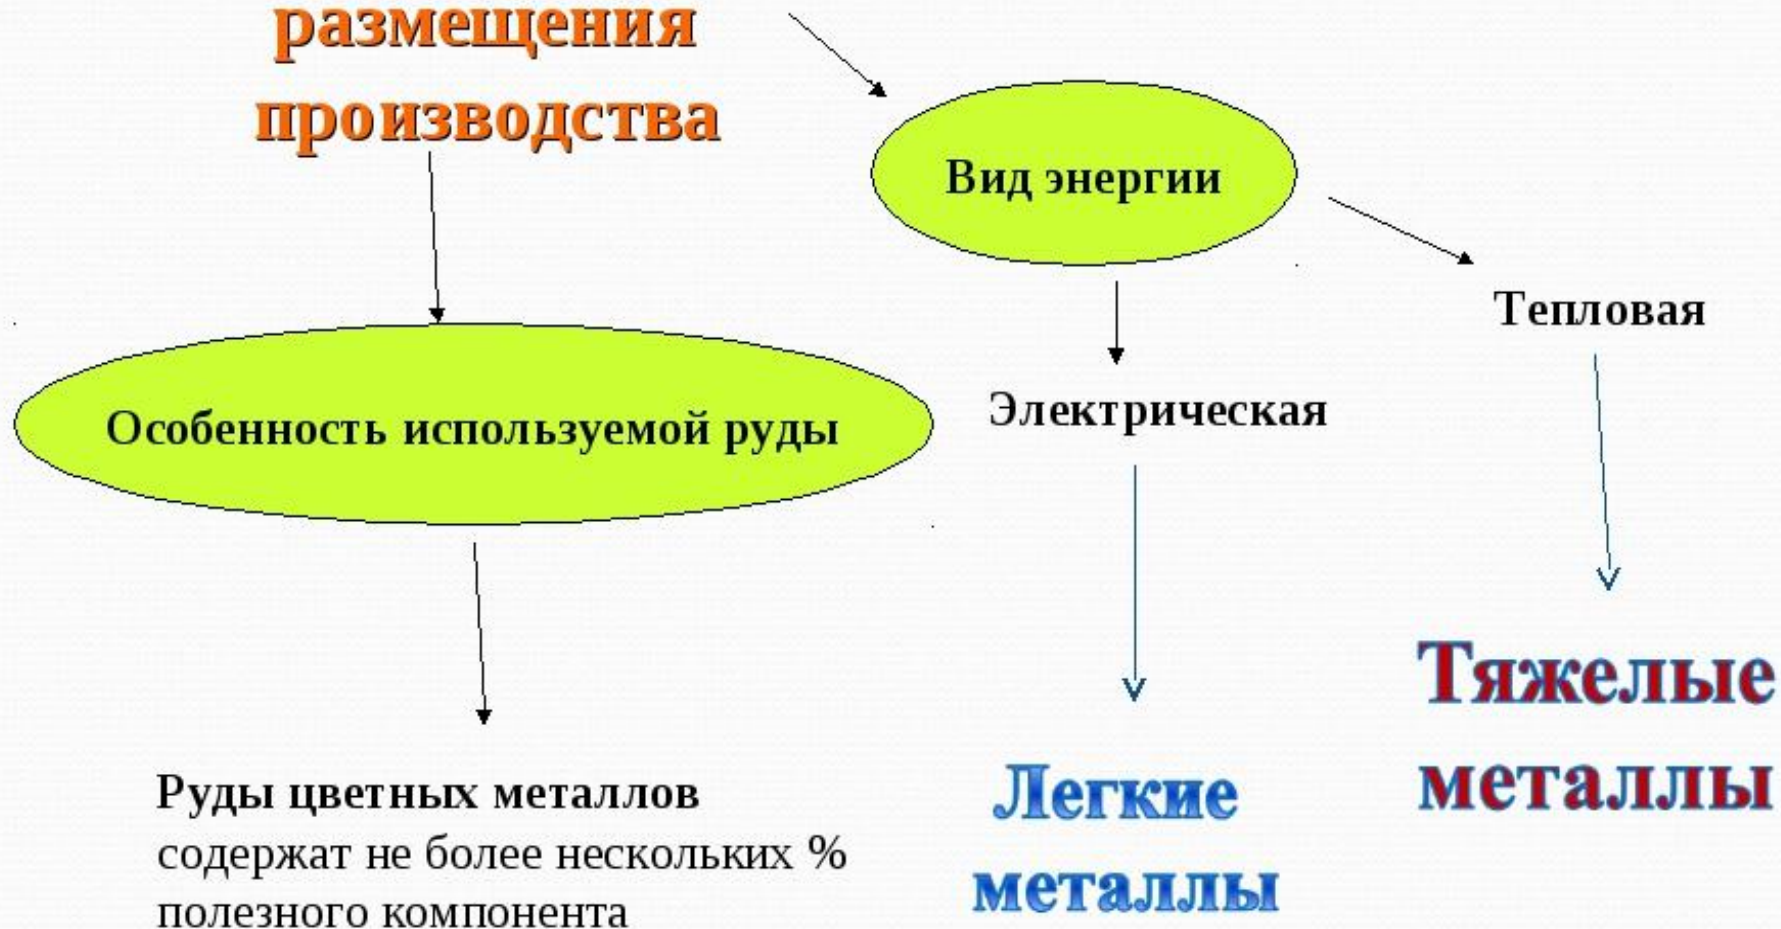 размещения
производства
Вид энергии
Тепловая
Электрическая
Особенность используемой руды
Тяжелые
металлы
Руды цветных металлов
содержат не более нескольких %
полезного компонента
Легкие
металлы